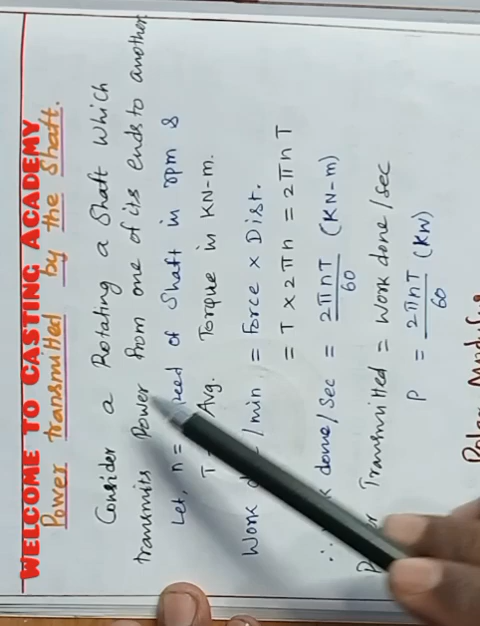 WELCOME TO CASTING ACADEMY
Power transmitted by the Shaft.
Consider a Rotating a Shaft which
transmits Power from one of its ends to another
Let, n = speed of Shaft in rpm &
T = Avg. Torque in KN-m.
Work /min = Force × Dist.
= T × 2πn = 2πnT
∴ done/sec = 2πnT/60 (KN-m)
Transmitted = Work done/sec
P = 2πnT/60 (KW)